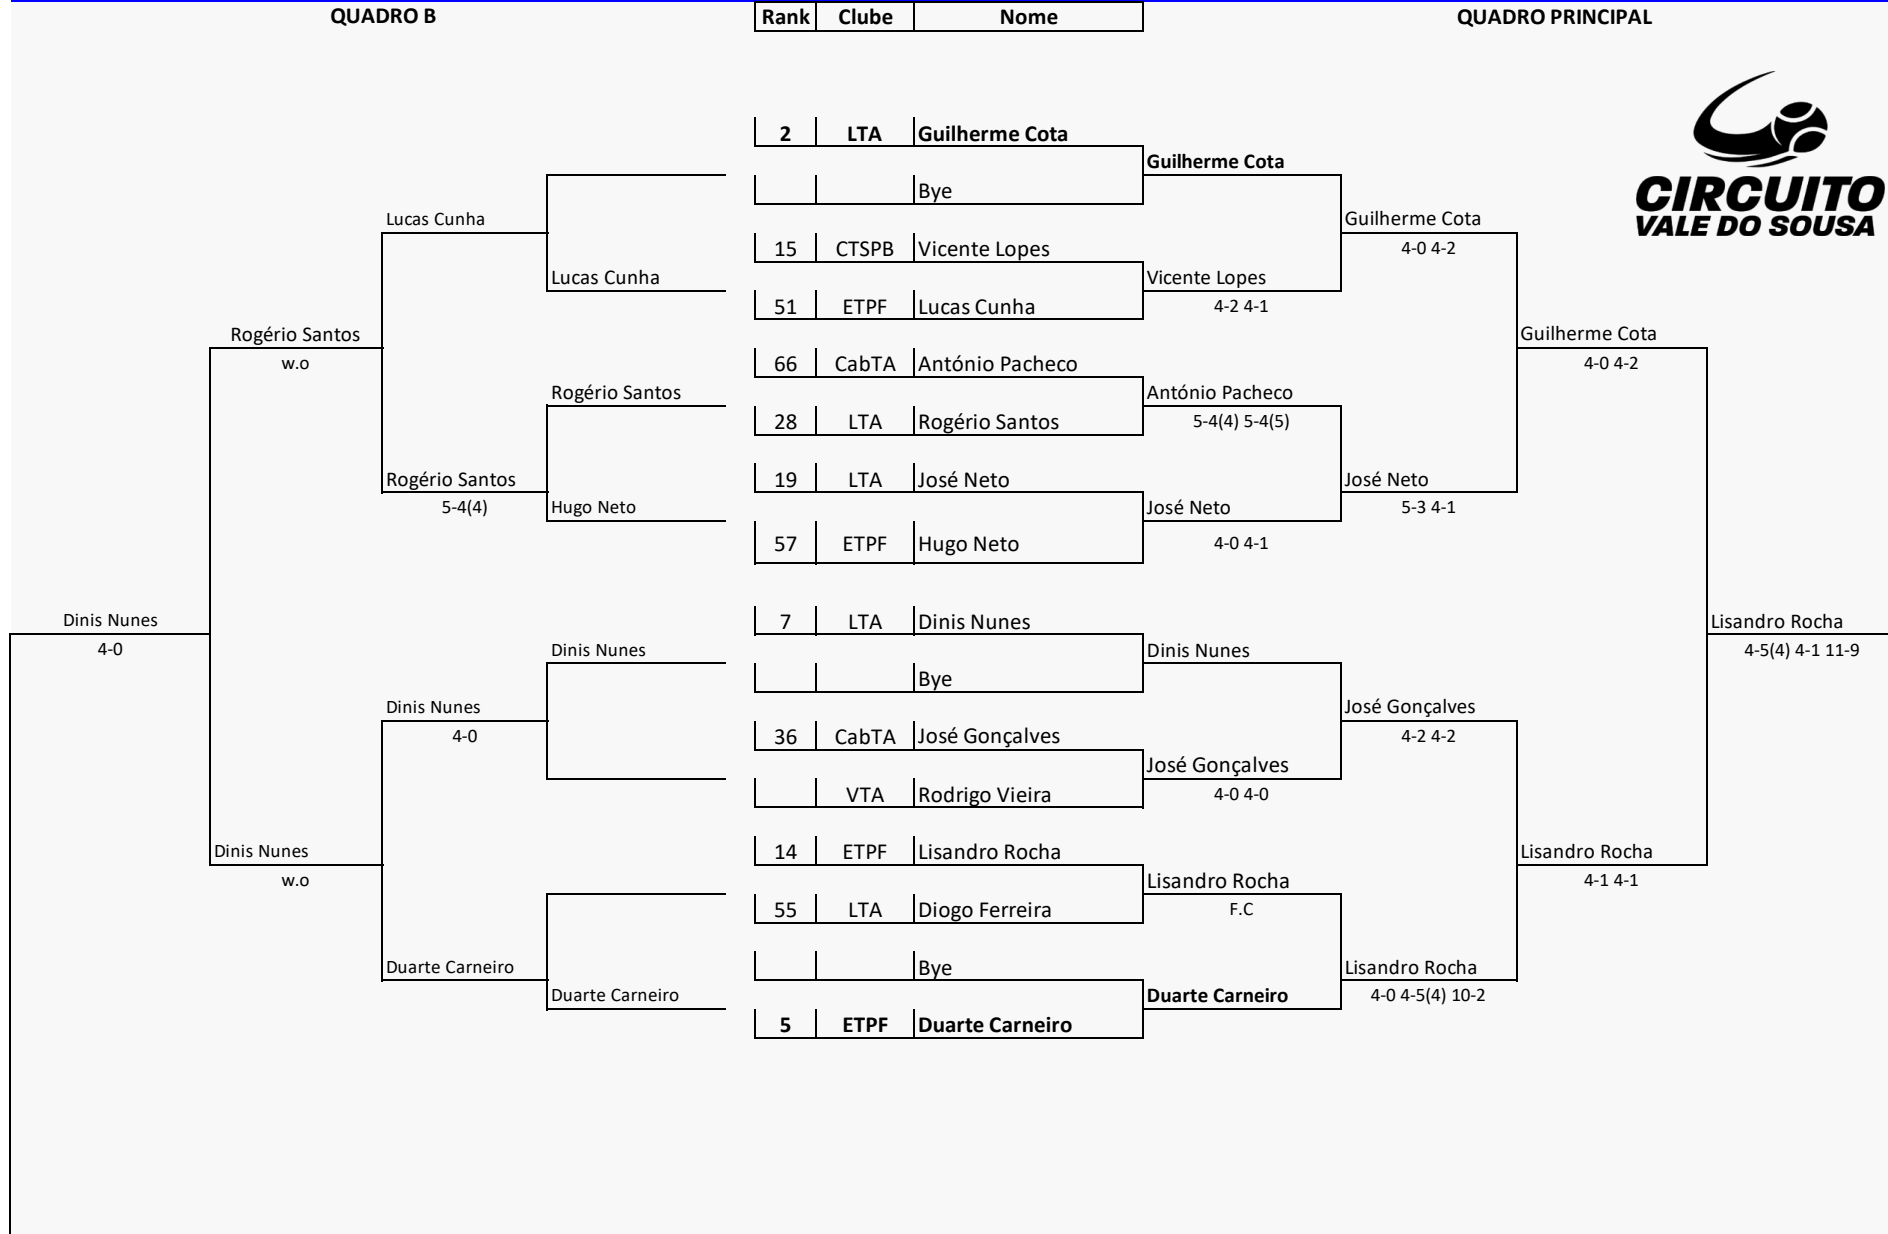 QUADRO B
Rank Clube Nome
QUADRO PRINCIPAL
CIRCUITO
VALE DO SOUSA
2 LTA Guilherme Cota
Guilherme Cota
Bye
Lucas Cunha
Guilherme Cota
15 CTSPB Vicente Lopes
4-0 4-2
Lucas Cunha
Vicente Lopes
51 ETPF Lucas Cunha
4-2 4-1
Rogério Santos
Guilherme Cota
w.o
66 CabTA António Pacheco
4-0 4-2
Rogério Santos
António Pacheco
28 LTA Rogério Santos
5-4(4) 5-4(5)
Rogério Santos
19 LTA José Neto
José Neto
5-4(4)
Hugo Neto
José Neto
5-3 4-1
57 ETPF Hugo Neto
4-0 4-1
Dinis Nunes
7 LTA Dinis Nunes
Lisandro Rocha
4-0
Dinis Nunes
Dinis Nunes
4-5(4) 4-1 11-9
Bye
Dinis Nunes
José Gonçalves
4-0
36 CabTA José Gonçalves
4-2 4-2
José Gonçalves
VTA Rodrigo Vieira
4-0 4-0
Dinis Nunes
14 ETPF Lisandro Rocha
Lisandro Rocha
w.o
Lisandro Rocha
4-1 4-1
55 LTA Diogo Ferreira
F.C
Duarte Carneiro
Bye
Lisandro Rocha
Duarte Carneiro
Duarte Carneiro
4-0 4-5(4) 10-2
5 ETPF Duarte Carneiro